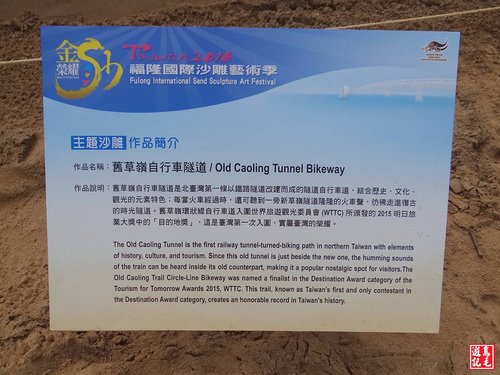 金
榮耀
Taiwan 2016
福隆國際沙雕藝術季
Fulong International Sand Sculpture Art Festival
主題沙雕 作品簡介
作品名稱：舊草嶺自行車隧道 / Old Caoling Tunnel Bikeway
作品說明：舊草嶺自行車隧道是北臺灣第一條以鐵路隧道改建而成的隧道自行車道，結合歷史、文化、
觀光的元素特色；每當火車經過時，還可聽到一旁新草嶺隧道隆隆的火車聲，彷彿走進復古
的時光隧道。舊草嶺環狀線自行車道入圍世界旅遊觀光委員會 (WTTC) 所頒發的 2015 明日旅
業大獎中的「目的地獎」，這是臺灣第一次入圍，實屬臺灣的榮耀。
The Old Caoling Tunnel is the first railway tunnel-turned-biking path in northern Taiwan with elements
of history, culture, and tourism. Since this old tunnel is just beside the new one, the humming sounds
of the train can be heard inside its old counterpart, making it a popular nostalgic spot for visitors.The
Old Caoling Trail Circle-Line Bikeway was named a finalist in the Destination Award category of the
Tourism for Tomorrow Awards 2015, WTTC. This trail, known as Taiwan's first and only contestant in
the Destination Award category, creates an honorable record in Taiwan's history.